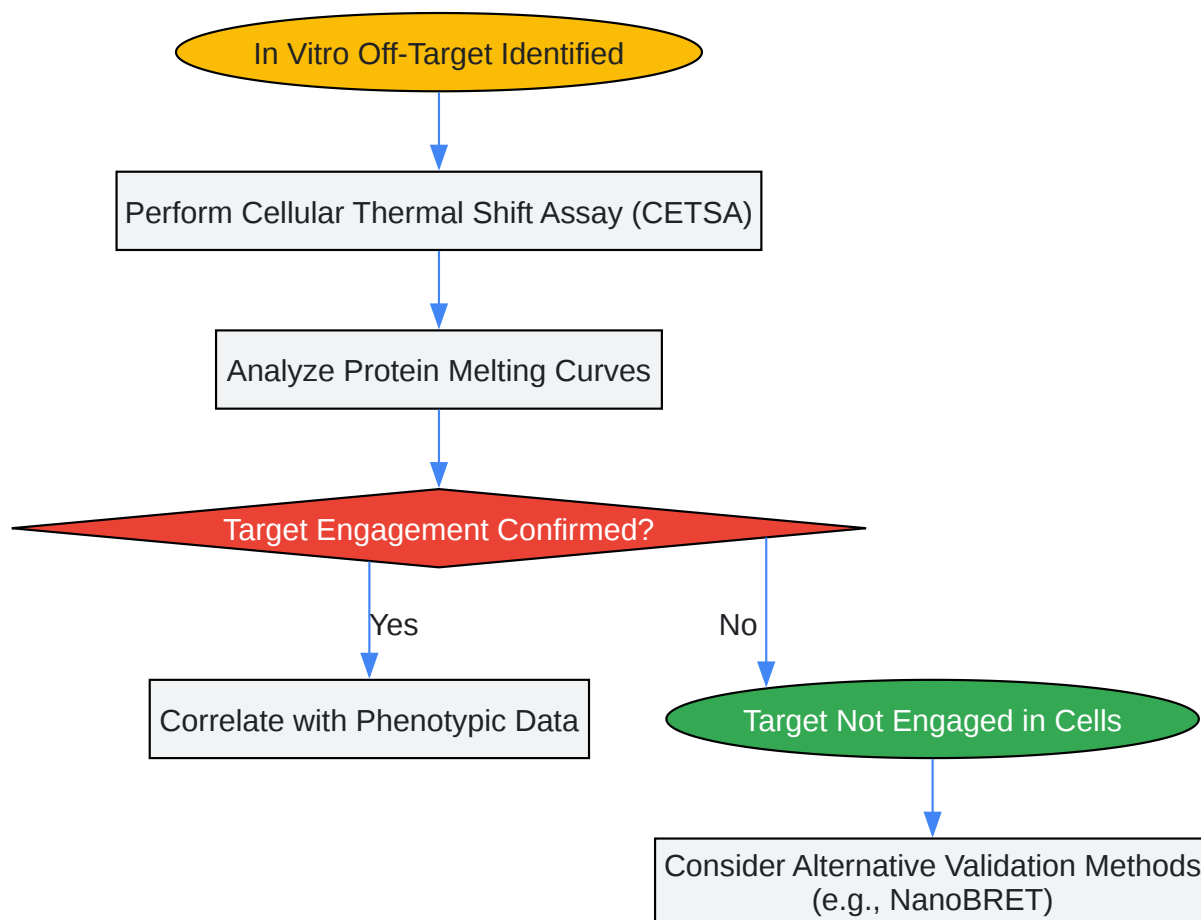 In Vitro Off-Target Identified
Perform Cellular Thermal Shift Assay (CETSA)
Analyze Protein Melting Curves
Target Engagement Confirmed?
Yes
No
Correlate with Phenotypic Data
Target Not Engaged in Cells
Consider Alternative Validation Methods
(e.g., NanoBRET)